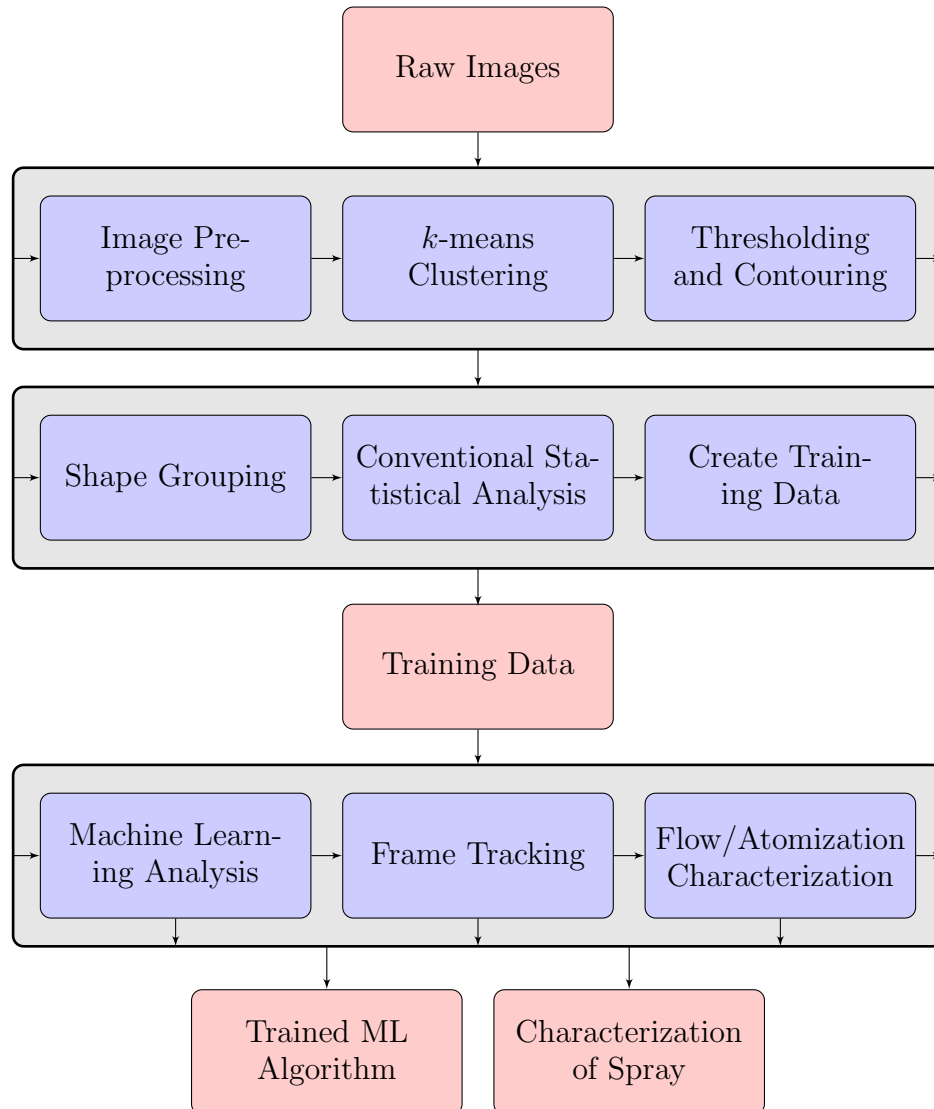 Raw Images
Image Pre-
processing
k-means
Clustering
Thresholding
and Contouring
Shape Grouping
Conventional Sta-
tistical Analysis
Create Train-
ing Data
Training Data
Machine Learn-
ing Analysis
Frame Tracking
Flow/Atomization
Characterization
Trained ML
Algorithm
Characterization
of Spray